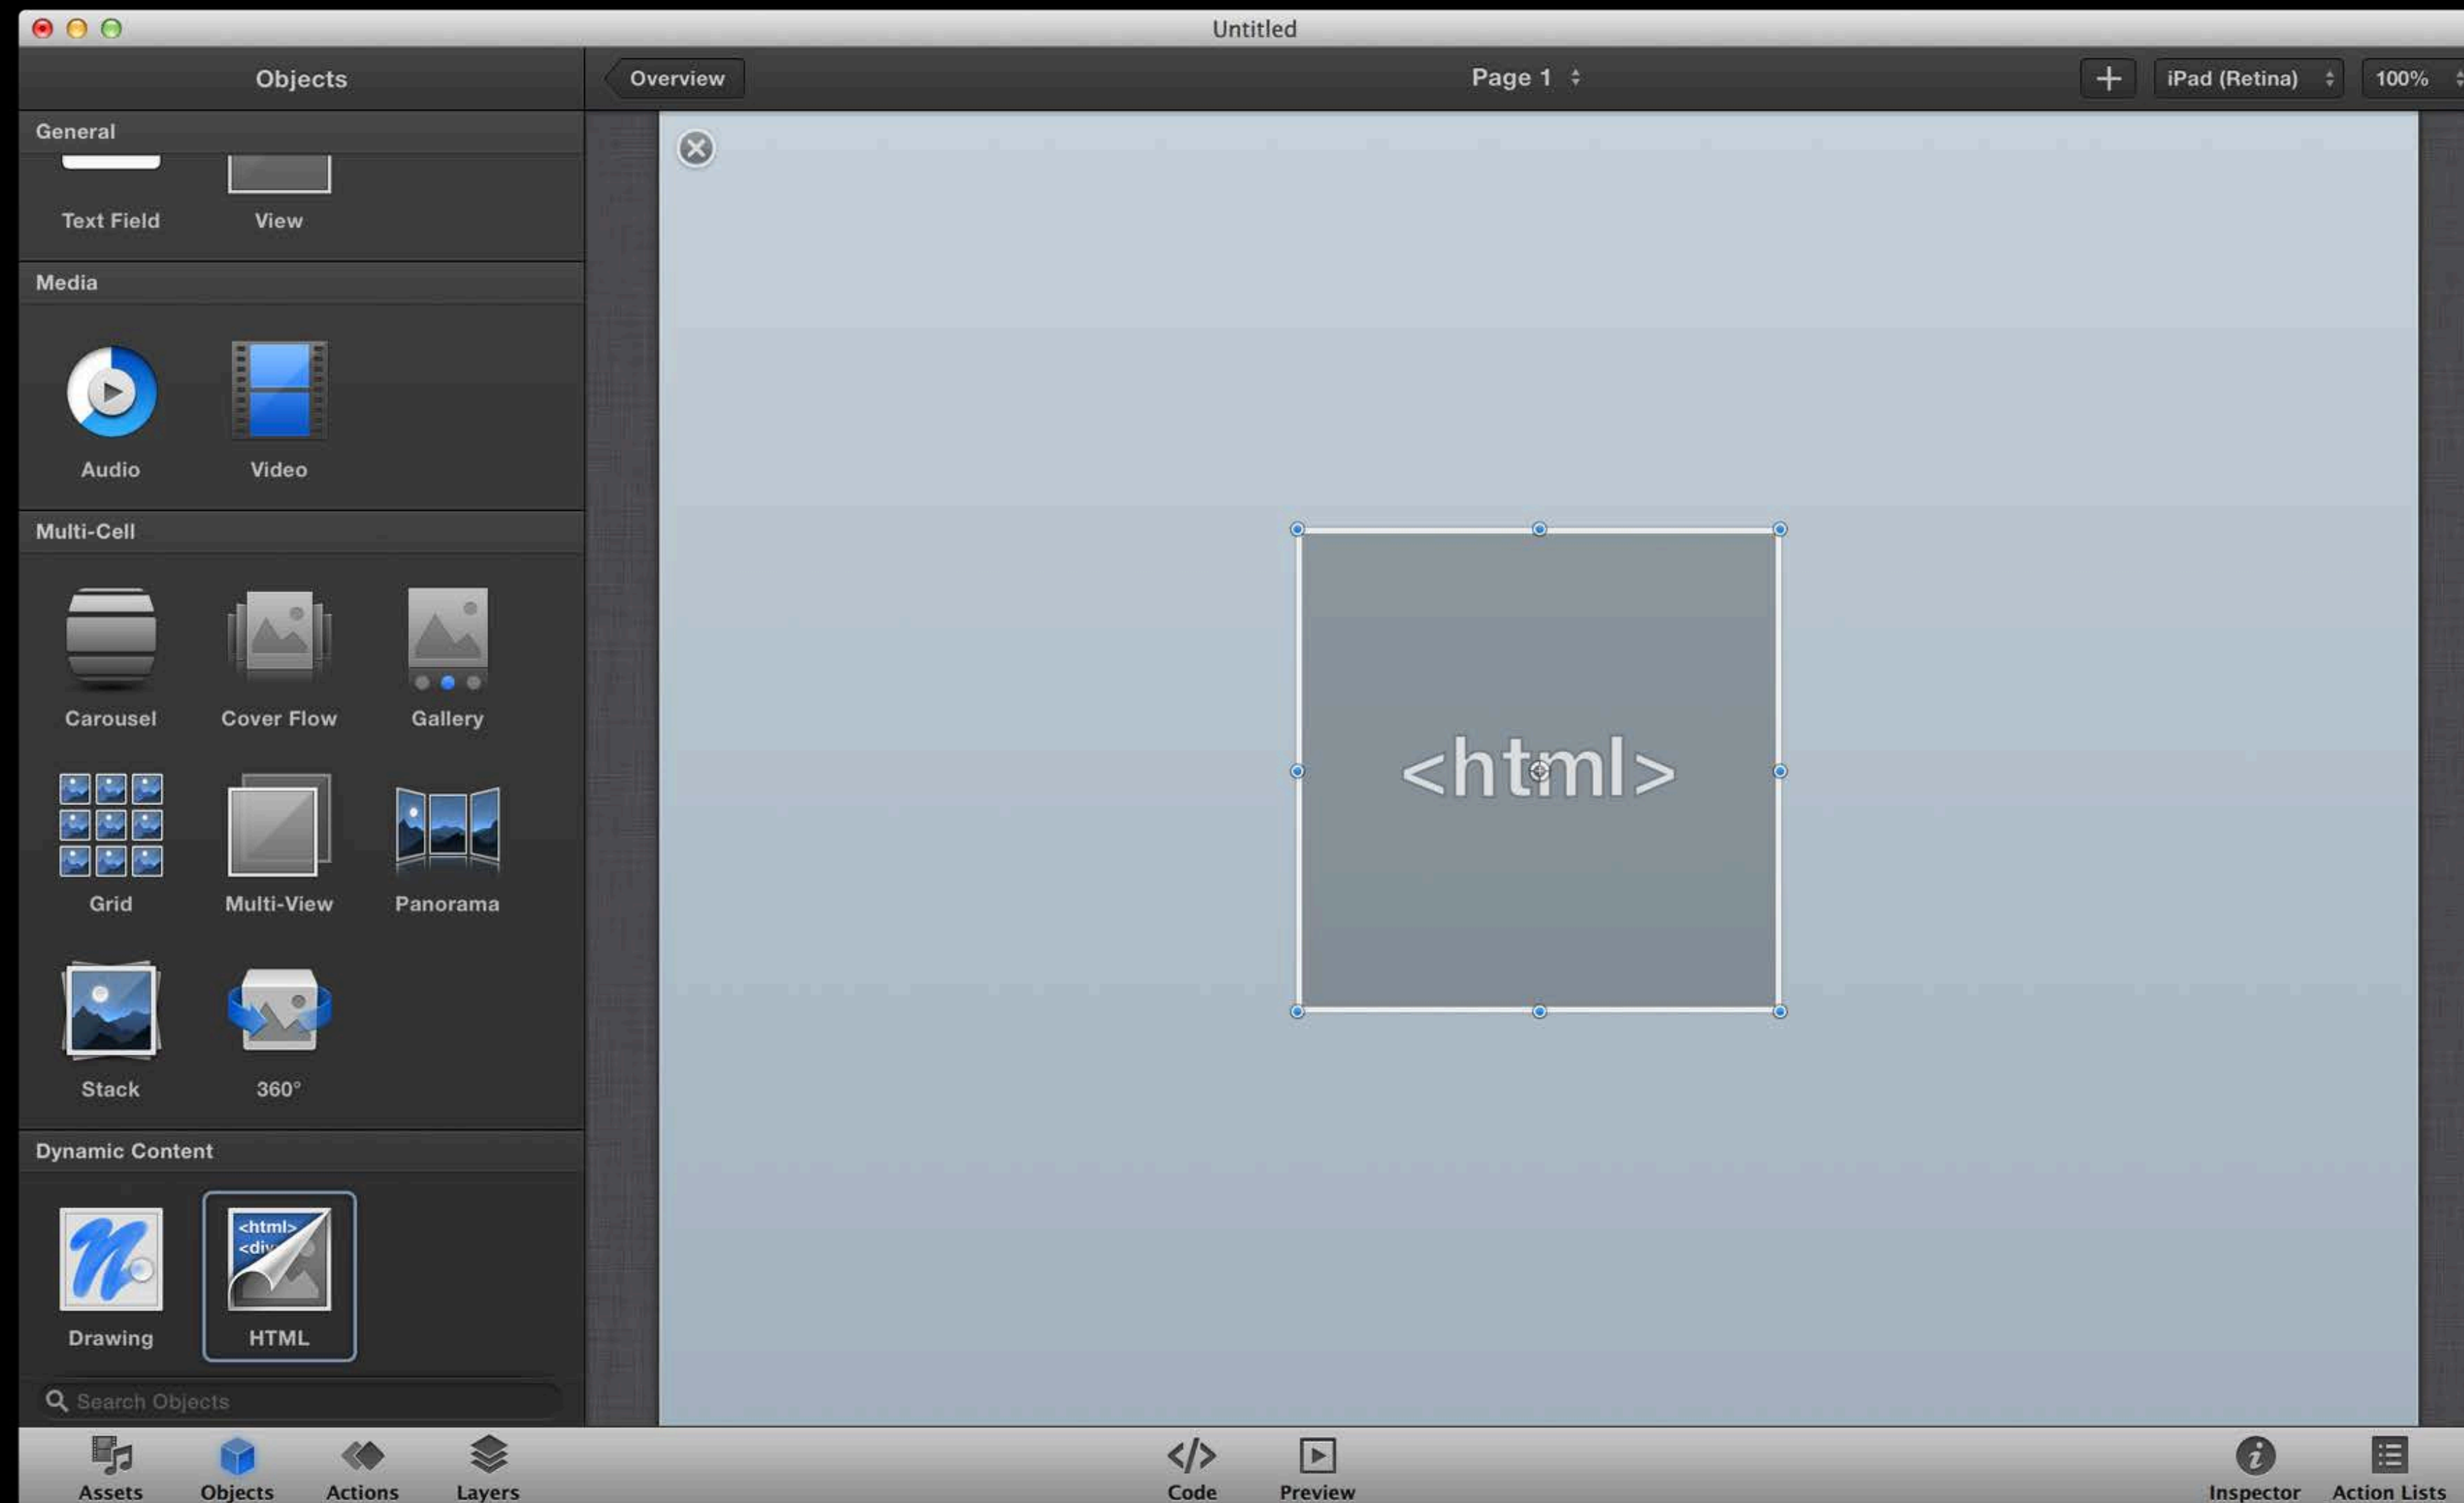 Untitled
Objects
Overview
Page 1
iPad (Retina)
100%
General
Text Field View
Media
Audio Video
Multi-Cell
Carousel Cover Flow Gallery
Grid Multi-View Panorama
Stack 360°
Dynamic Content
<html>
<div
Drawing HTML
Search Objects
<html>
Assets Objects Actions Layers
Code Preview
Inspector Action Lists